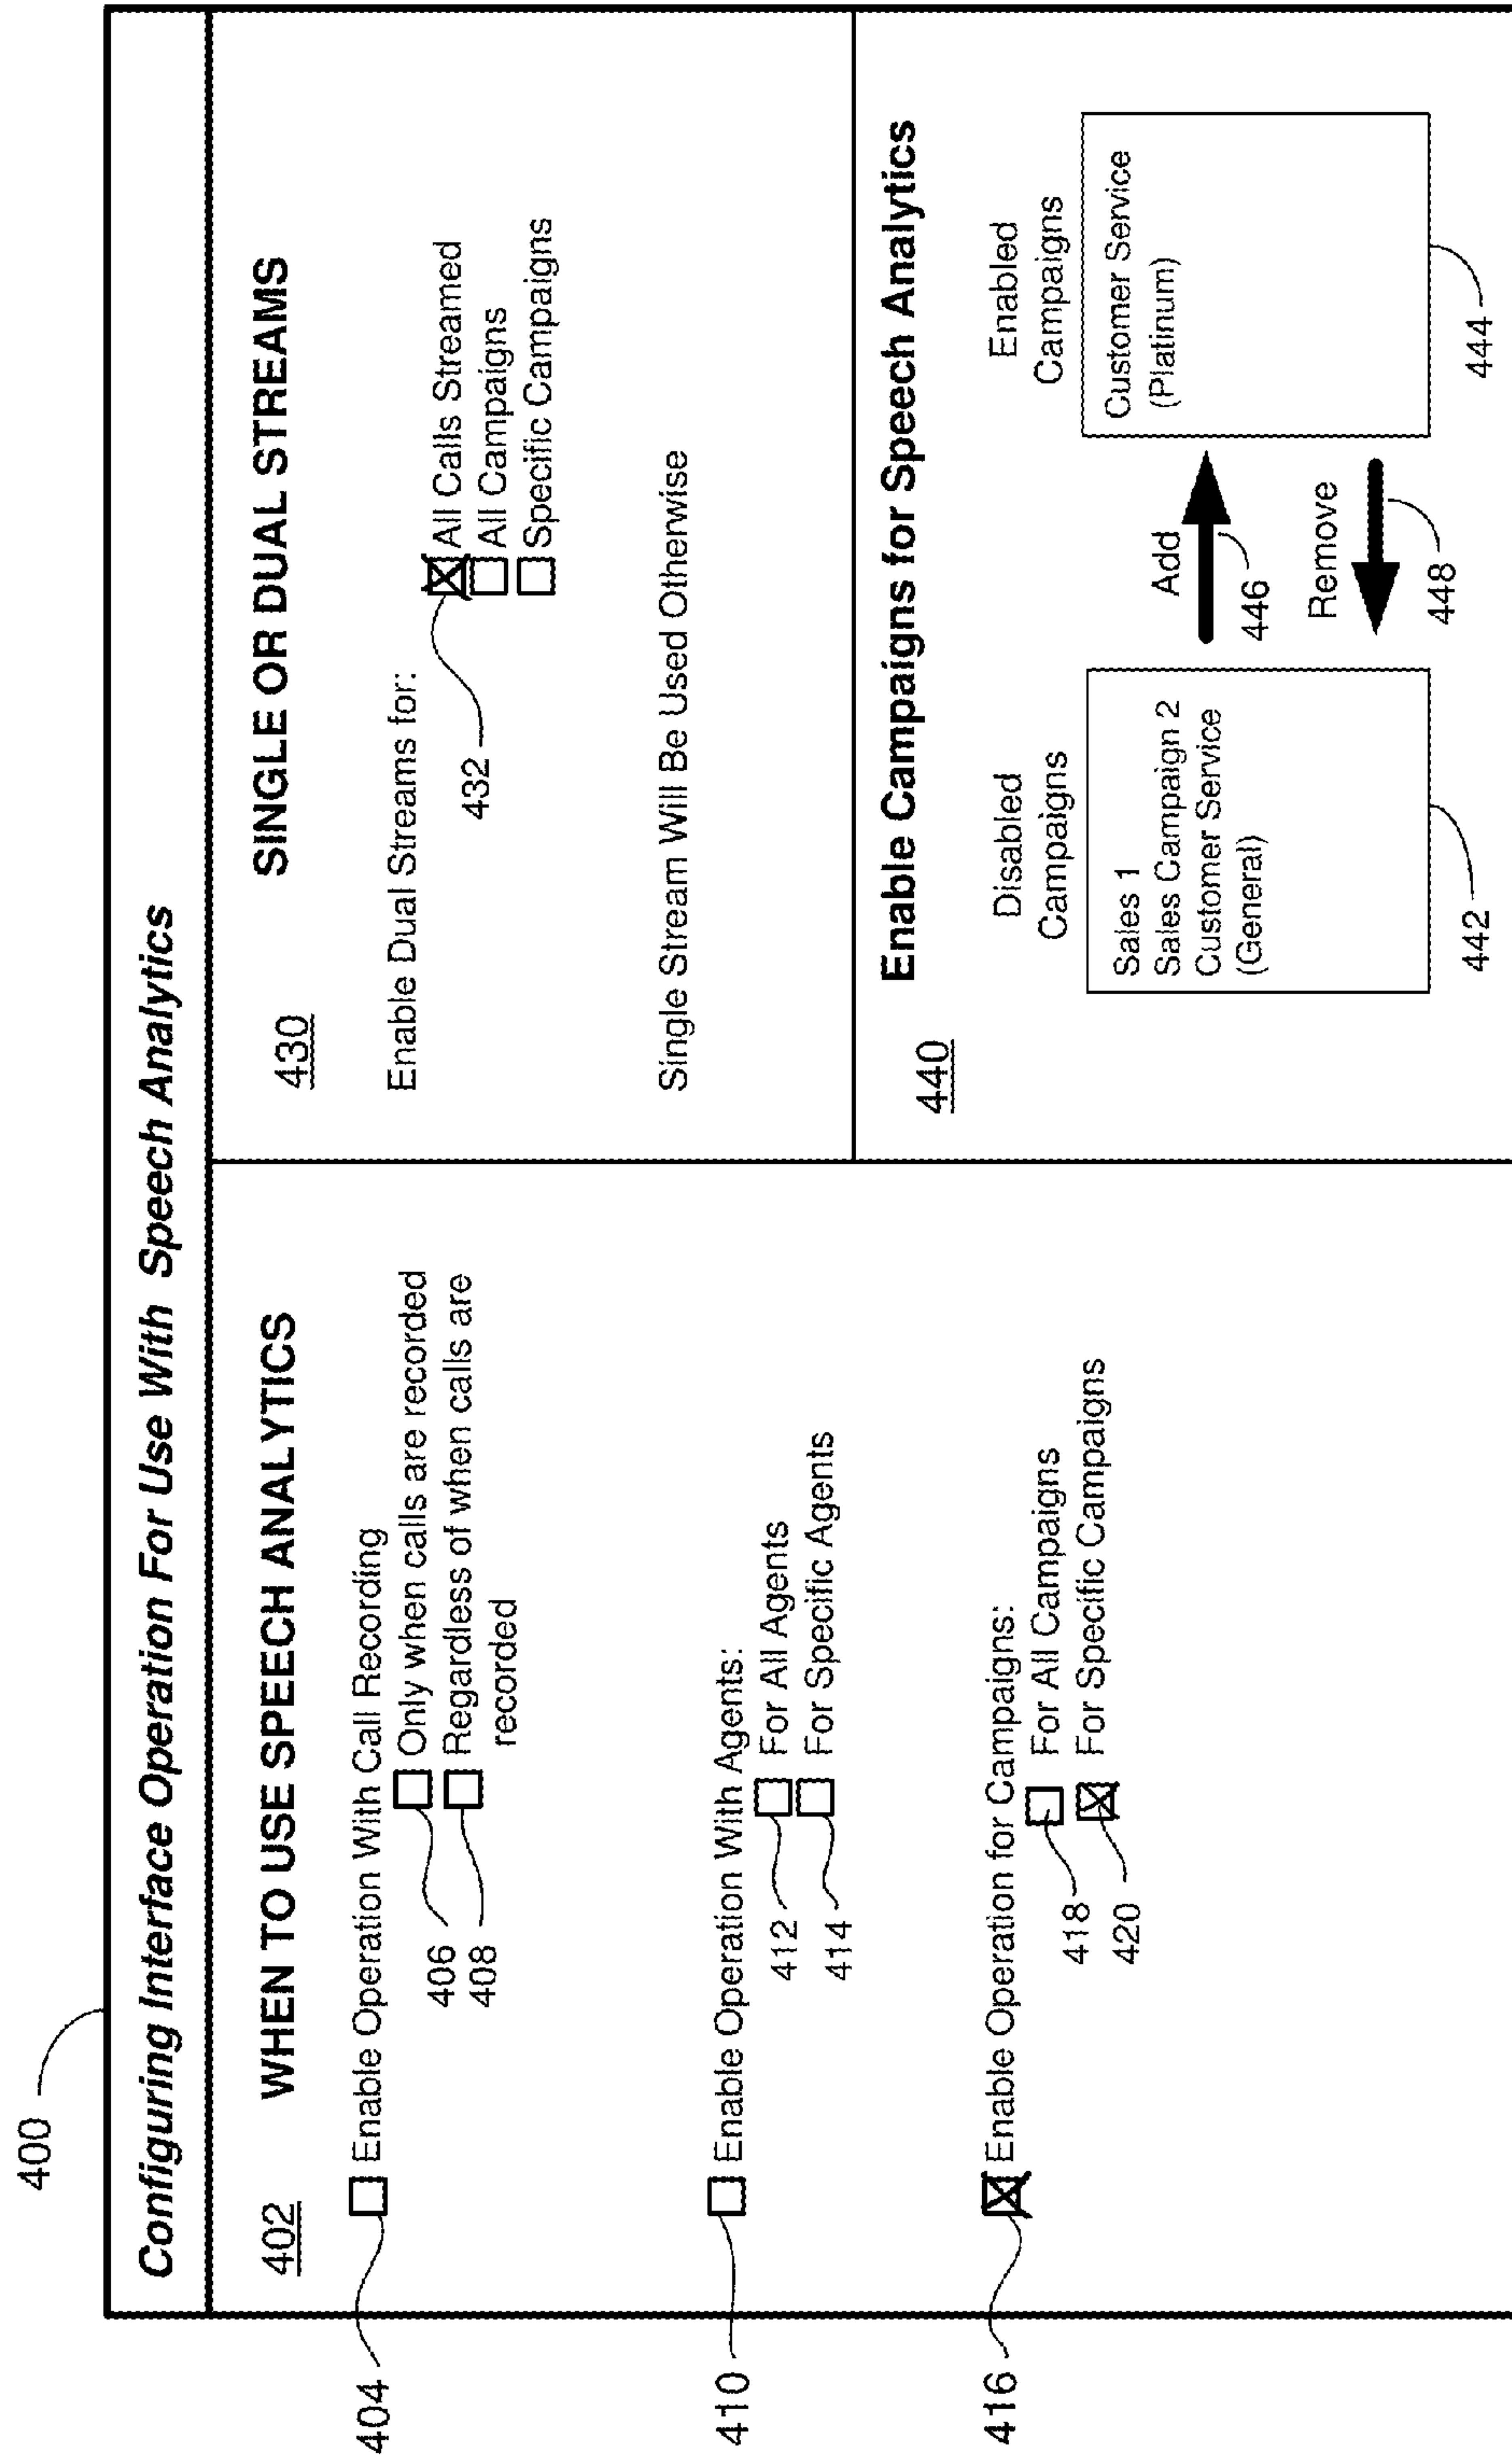 400
Configuring Interface Operation For Use With Speech Analytics
402
WHEN TO USE SPEECH ANALYTICS
404
Enable Operation With Call Recording
406
Only when calls are recorded
408
Regardless of when calls are
recorded
410
Enable Operation With Agents:
412
For All Agents
414
For Specific Agents
416
Enable Operation for Campaigns:
418
For All Campaigns
420
For Specific Campaigns
430
SINGLE OR DUAL STREAMS
Enable Dual Streams for:
432
All Calls Streamed
All Campaigns
Specific Campaigns
Single Stream Will Be Used Otherwise
440
Enable Campaigns for Speech Analytics
Disabled
Campaigns
Sales 1
Sales Campaign 2
Customer Service
(General)
442
Add
446
Remove
448
Enabled
Campaigns
Customer Service
(Platinum)
444